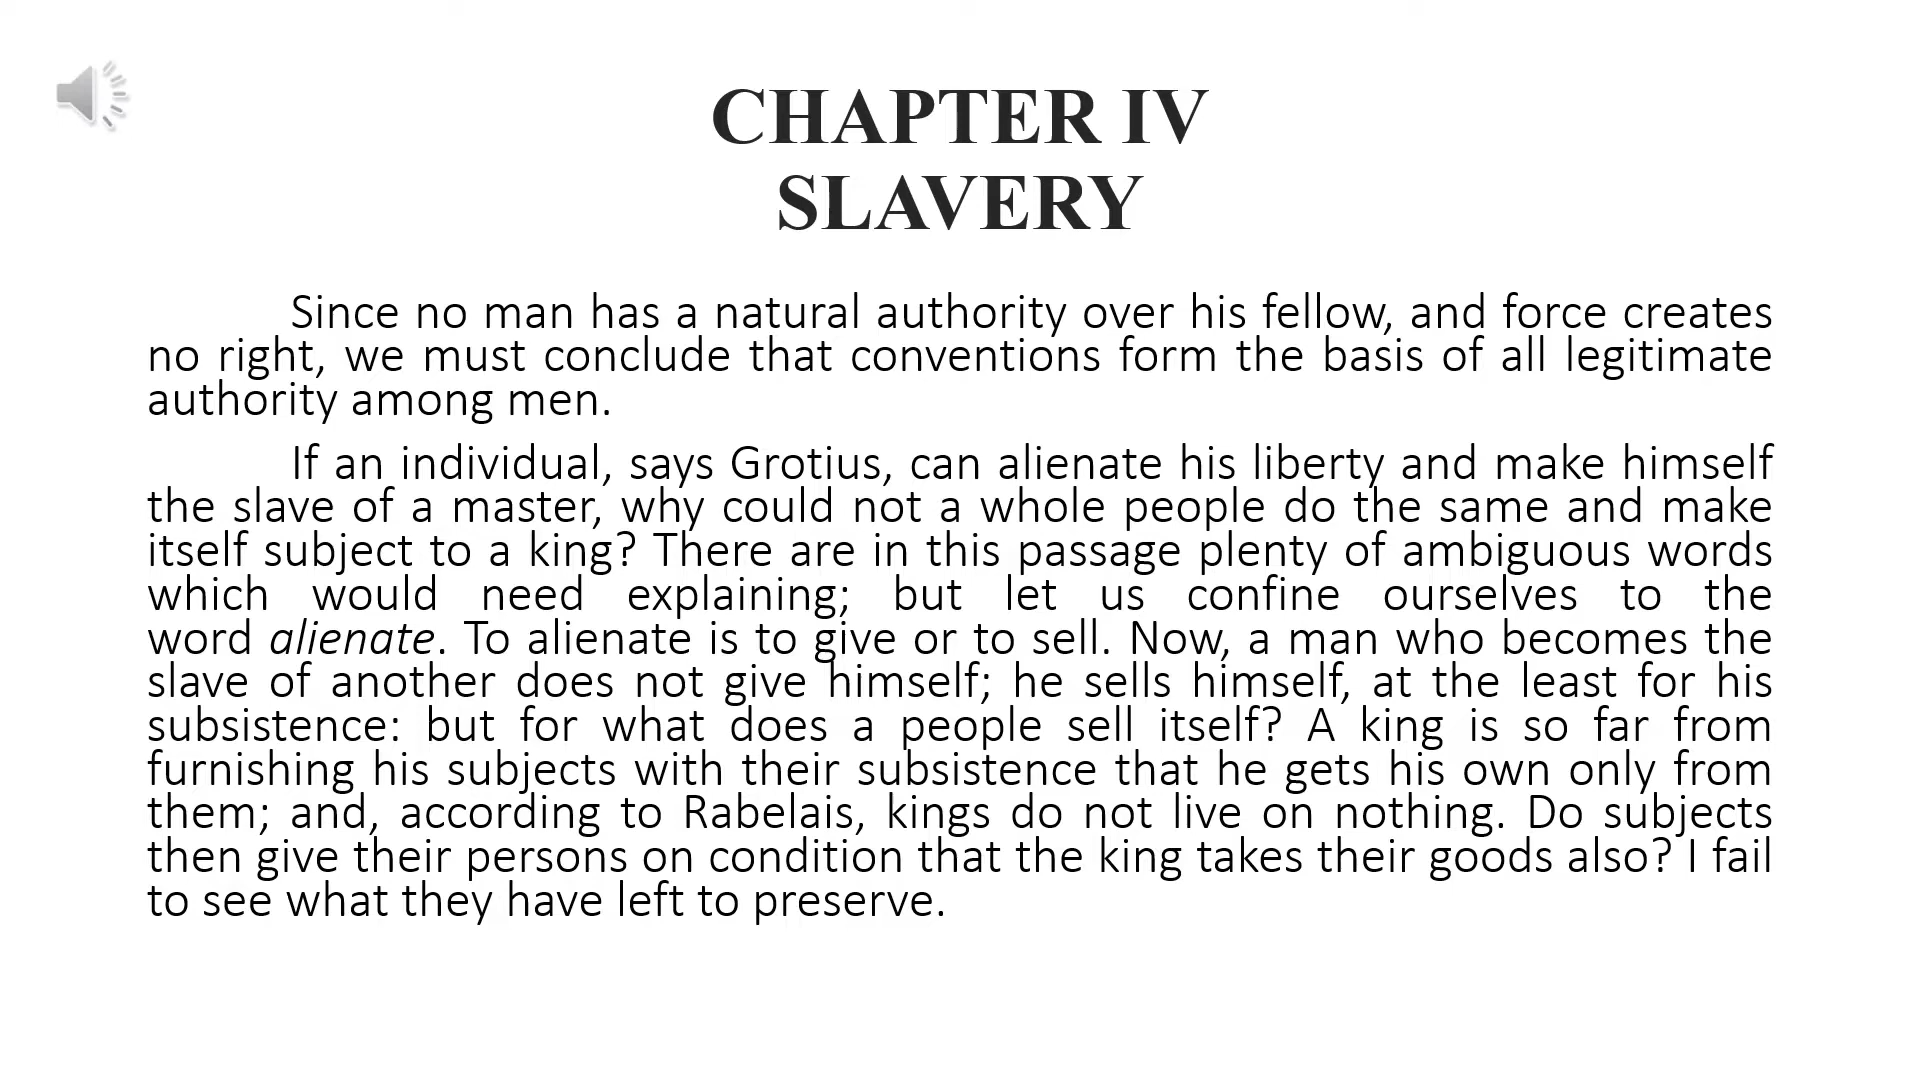 CHAPTER IV
SLAVERY
Since no man has a natural authority over his fellow, and force creates
no right, we must conclude that conventions form the basis of all legitimate
authority among men.
If an individual, says Grotius, can alienate his liberty and make himself
the slave of a master, why could not a whole people do the same and make
itself subject to a king? There are in this passage plenty of ambiguous words
which would need explaining; but let us confine ourselves to the
word alienate. To alienate is to give or to sell. Now, a man who becomes the
slave of another does not give himself; he sells himself, at the least for his
subsistence: but for what does a people sell itself? A king is so far from
furnishing his subjects with their subsistence that he gets his own only from
them; and, according to Rabelais, kings do not live on nothing. Do subjects
then give their persons on condition that the king takes their goods also? I fail
to see what they have left to preserve.